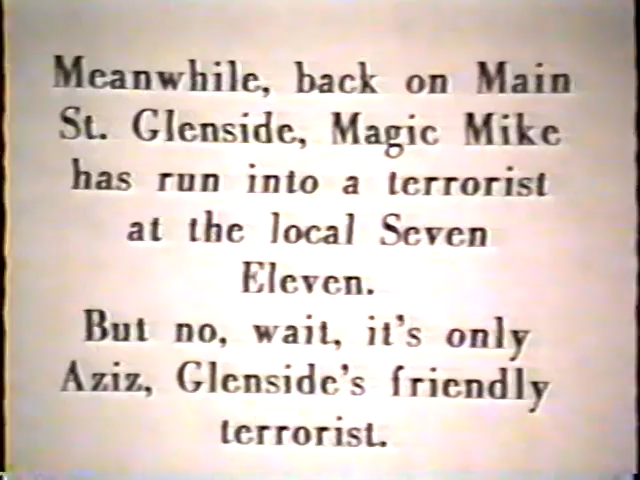 Meanwhile, back on Main
St. Glenside, Magic Mike
has run into a terrorist
at the local Seven
Eleven.
But no, wait, it's only
Aziz, Glenside's friendly
terrorist.